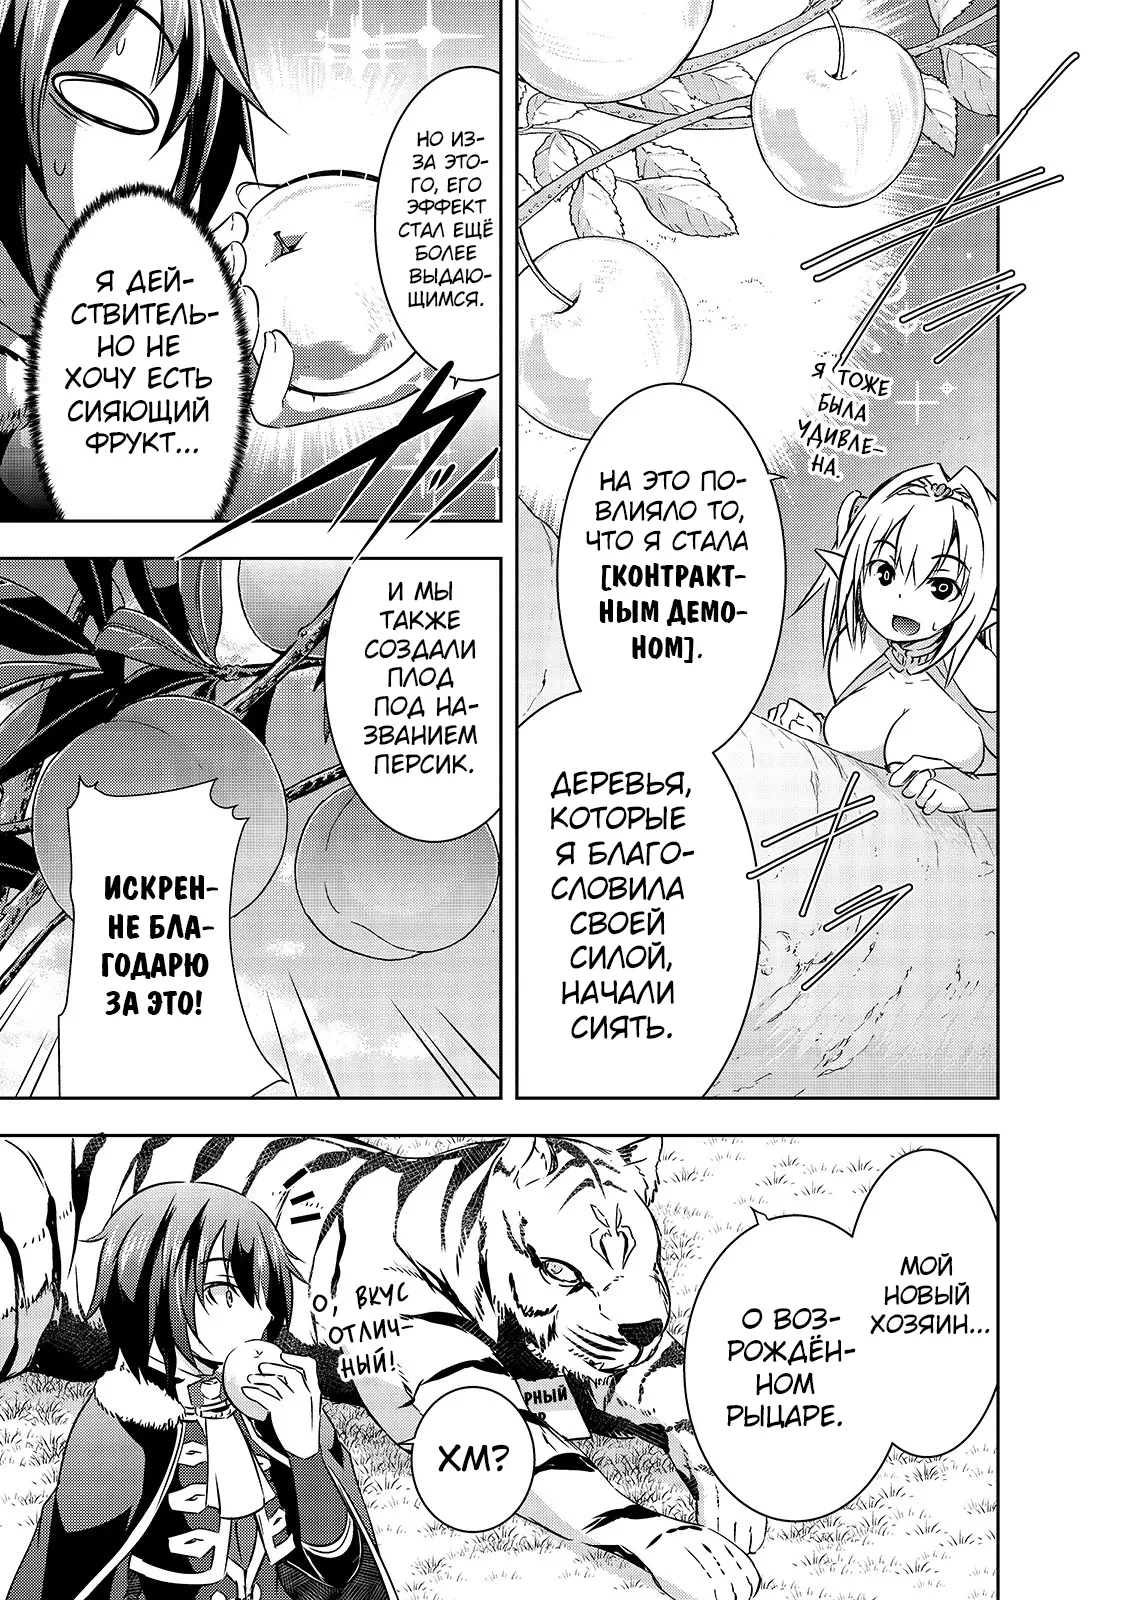 Я ТОЖЕ
БЫЛА
УДИВЛЕ-
НА.
НА ЭТО ПО-
ВЛИЯЛО ТО,
ЧТО Я СТАЛА
[КОНТРАКТ-
НЫМ ДЕМО-
НОМ].
ДЕРЕВЬЯ,
КОТОРЫЕ
Я БЛАГО-
СЛОВИЛА
СВОЕЙ
СИЛОЙ,
НАЧАЛИ
СИЯТЬ.
НО ИЗ-
ЗА ЭТО-
ГО, ЕГО
ЭФФЕКТ
СТАЛ ЕЩЁ
БОЛЕЕ
ВЫДАЮ-
ЩИМСЯ.
Я ДЕЙ-
СТВИТЕЛЬ-
НО НЕ
ХОЧУ ЕСТЬ
СИЯЮЩИЙ
ФРУКТ...
И МЫ
ТАКЖЕ
СОЗДАЛИ
ПЛОД
ПОД НА-
ЗВАНИЕМ
ПЕРСИК.
ИСКРЕН-
НЕ БЛА-
ГОДАРЮ
ЗА ЭТО!
МОЙ
НОВЫЙ
ХОЗЯИН...
О ВОЗ-
РОЖДЁН-
НОМ
РЫЦАРЕ.
О, ВКУС
ОТЛИЧ-
НЫЙ!
РНЫЙ
ХМ?